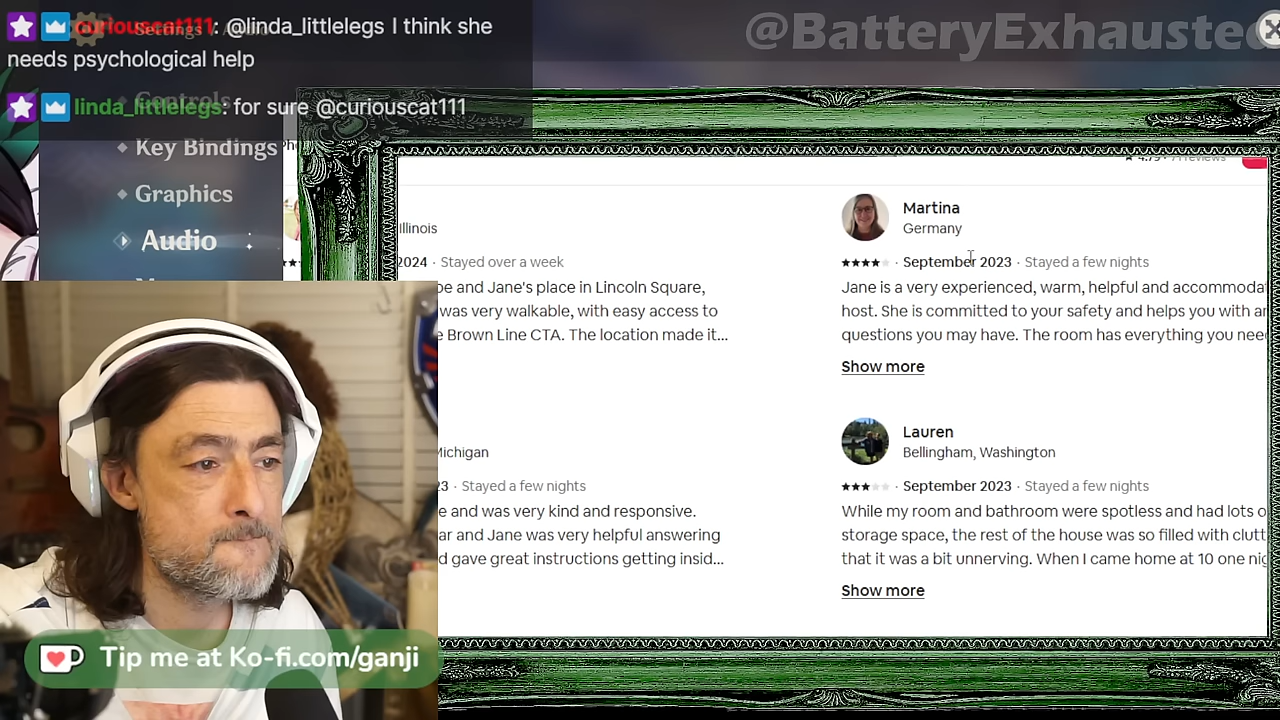 curiouscat111: @linda_littlelegs I think she
needs psychological help
linda_littlelegs: for sure @curiouscat111
@BatteryExhausted
Settings
Audio
Controls
Key Bindings
Graphics
Audio
4.79 · 71 reviews
Illinois
2024 · Stayed over a week
be and Jane's place in Lincoln Square,
was very walkable, with easy access to
e Brown Line CTA. The location made it...
Martina
Germany
September 2023 · Stayed a few nights
Jane is a very experienced, warm, helpful and accommoda
host. She is committed to your safety and helps you with
questions you may have. The room has everything you nee
Show more
Michigan
23 · Stayed a few nights
e and was very kind and responsive.
ar and Jane was very helpful answering
d gave great instructions getting insid...
Lauren
Bellingham, Washington
September 2023 · Stayed a few nights
While my room and bathroom were spotless and had lots o
storage space, the rest of the house was so filled with clutt
that it was a bit unnerving. When I came home at 10 one nig
Show more
Tip me at Ko-fi.com/ganji